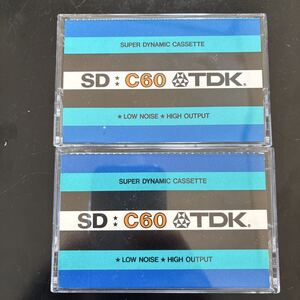 SUPER DYNAMIC CASSETTE
SD ★ C60 TDK®
★ LOW NOISE ★ HIGH OUTPUT
SUPER DYNAMIC CASSETTE
SD ★ C60 TDK®
★ LOW NOISE ★ HIGH OUTPUT